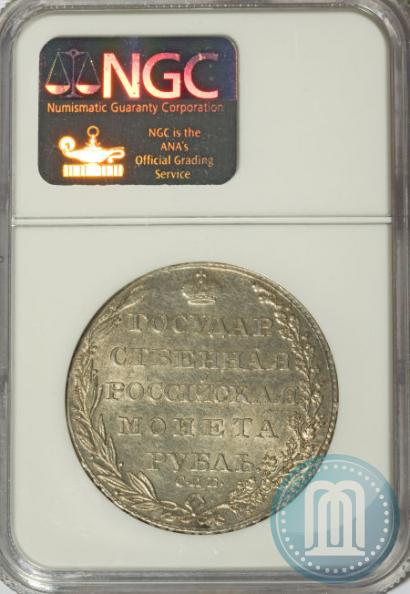 NGC
Numismatic Guaranty Corporation
NGC is the
ANA's
Official Grading
Service
ГОСУДАР
СТВЕННАЯ
РОССІЙСКАЯ
МОНЕТА
РУБЛЬ
С.П.Б.
M